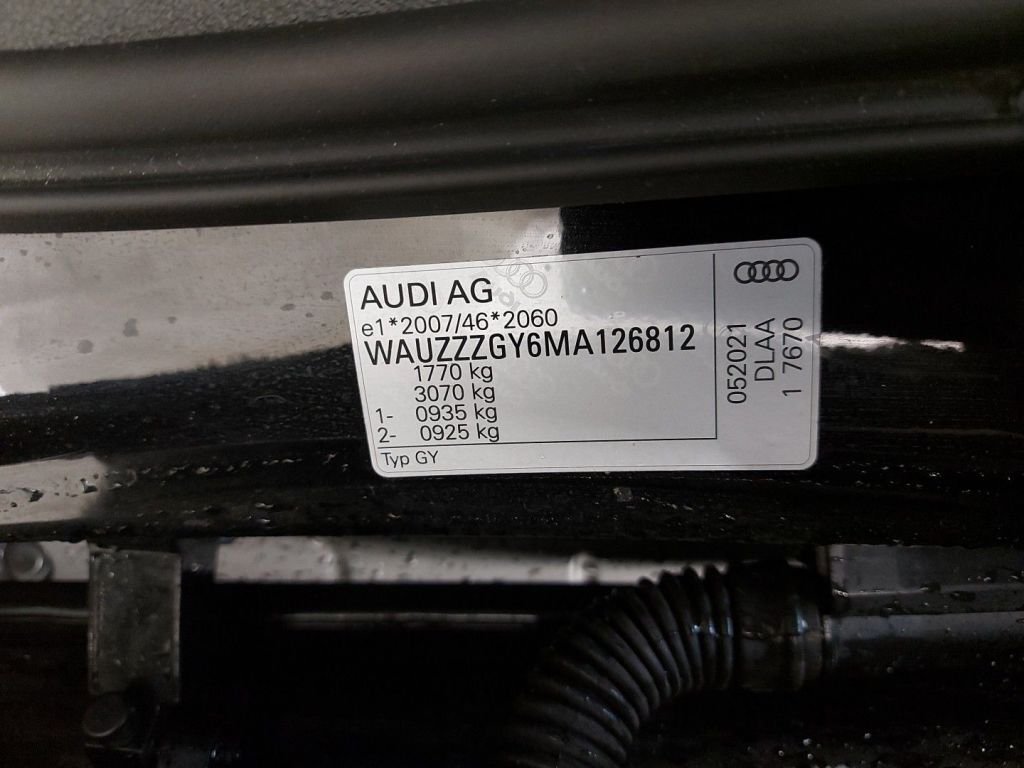 AUDI AG
e1*2007/46*2060
WAUZZZGY6MA126812
1770 kg
3070 kg
1- 0935 kg
2- 0925 kg
Typ GY
052021
DLAA
1 7670